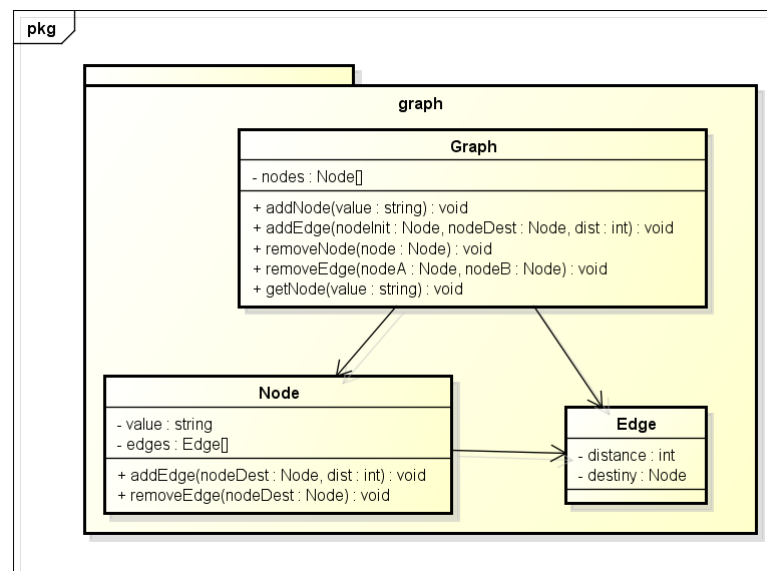 pkg
graph
Graph
- nodes : Node[]
+ addNode(value : string) : void
+ addEdge(nodeInit : Node, nodeDest : Node, dist : int) : void
+ removeNode(node : Node) : void
+ removeEdge(nodeA : Node, nodeB : Node) : void
+ getNode(value : string) : void
Node
- value : string
- edges : Edge[]
+ addEdge(nodeDest : Node, dist : int) : void
+ removeEdge(nodeDest : Node) : void
Edge
- distance : int
- destiny : Node